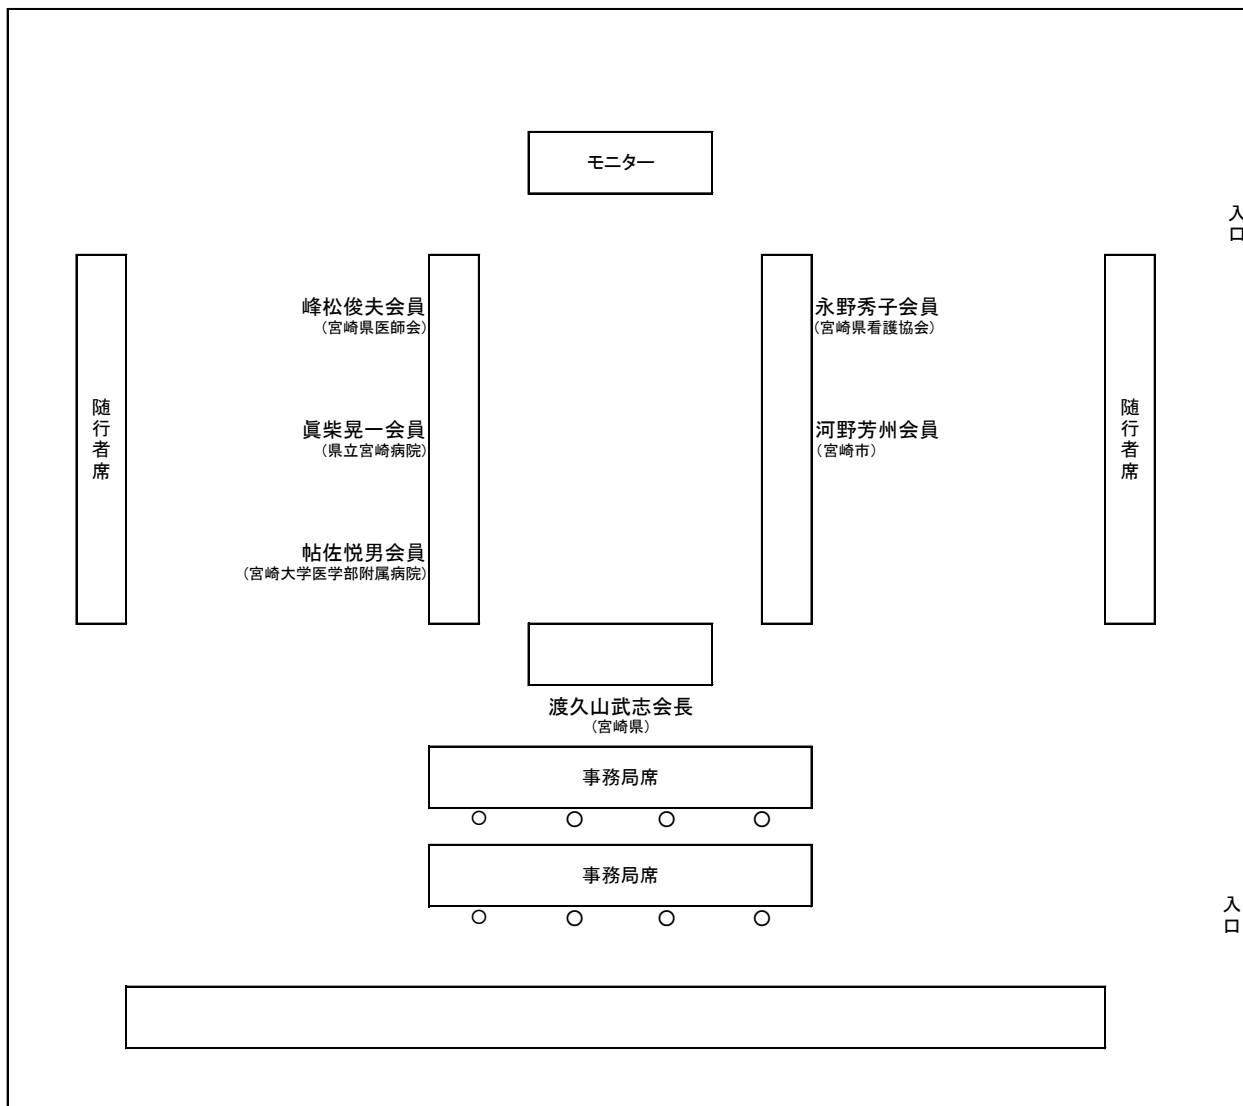 モニター
入口
峰松俊夫会員
（宮崎県医師会）
永野秀子会員
（宮崎県看護協会）
随行者席
眞柴晃一会員
（県立宮崎病院）
河野芳州会員
（宮崎市）
随行者席
帖佐悦男会員
（宮崎大学医学部附属病院）
渡久山武志会長
（宮崎県）
事務局席
○ ○ ○ ○
事務局席
○ ○ ○ ○
入口